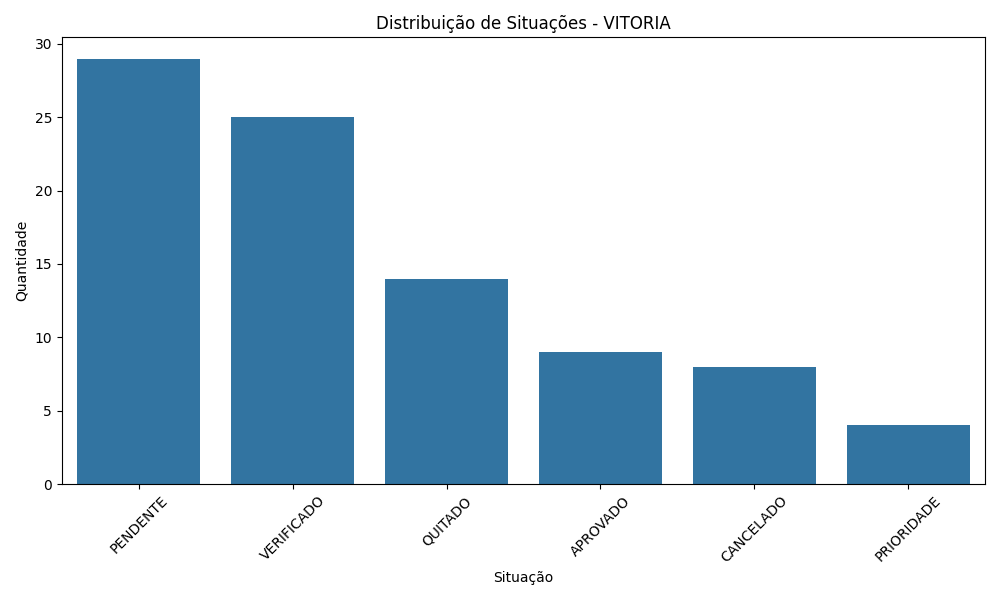 Distribuição de Situações - VITORIA
Quantidade
30
25
20
15
10
5
0
PENDENTE
VERIFICADO
QUITADO
APROVADO
CANCELADO
PRIORIDADE
Situação